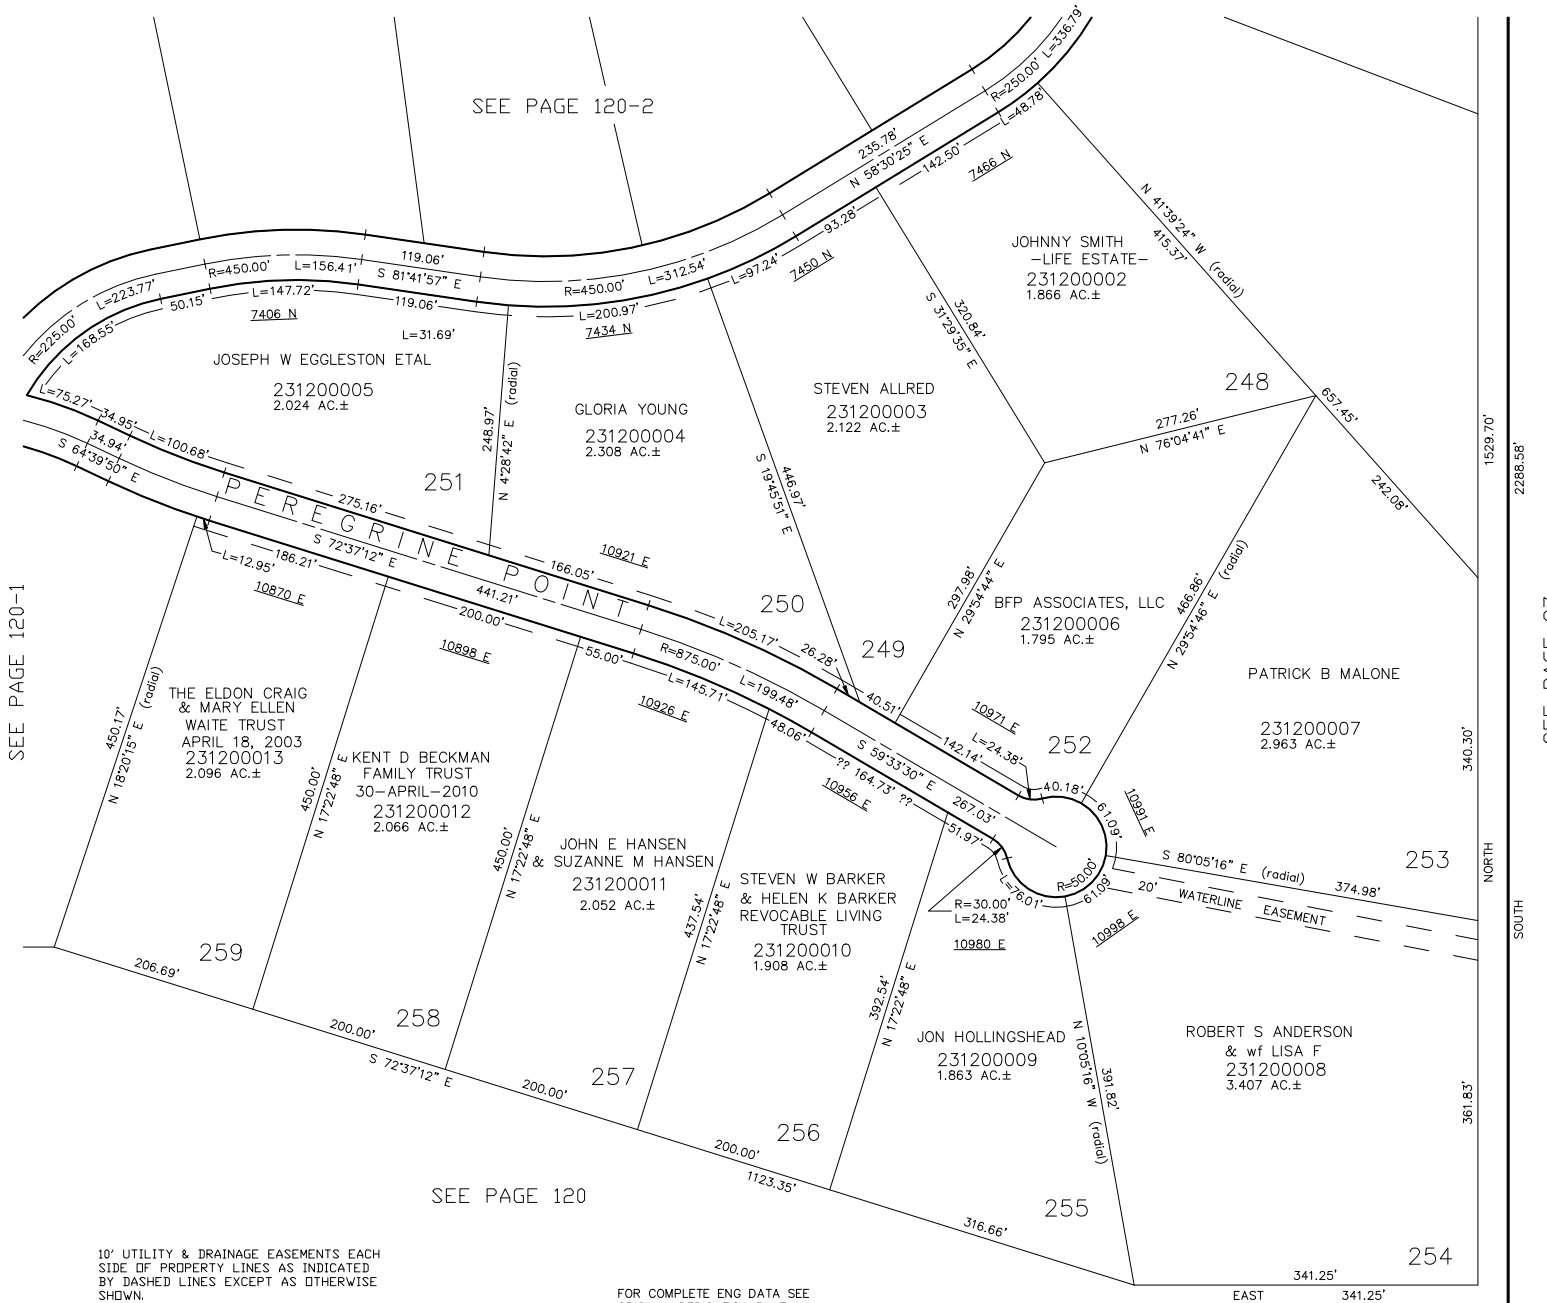 SEE PAGE 120-2
L=336.79'
R=250.00'
L=48.78'
235.78'
N 58°30'25" E
142.50'
7466 N
93.28'
7450 N
L=97.24'
L=312.54'
R=450.00'
L=200.97'
7434 N
119.06'
S 81°41'57" E
119.06'
L=156.41'
R=450.00'
L=147.72'
7406 N
50.15'
L=223.77'
R=225.00'
L=168.55'
L=31.69'
JOHNNY SMITH
-LIFE ESTATE-
231200002
1.866 AC.±
N 41°39'24" W (radial)
415.37'
248
657.45'
242.08'
1529.70'
2288.58'
320.84'
S 31°29'35" E
277.26'
N 76°04'41" E
JOSEPH W EGGLESTON ETAL
231200005
2.024 AC.±
251
248.97'
N 4°28'42" E (radial)
GLORIA YOUNG
231200004
2.308 AC.±
250
STEVEN ALLRED
231200003
2.122 AC.±
249
446.97'
S 19°45'51" E
L=75.27'
34.95'
L=100.68'
34.94'
S 64°39'50" E
275.16'
PEREGRINE POINT
S 72°37'12" E
441.21'
166.05'
10921 E
L=205.17'
26.28'
R=875.00'
L=199.48'
40.51'
297.98'
N 29°54'44" E
BFP ASSOCIATES, LLC
231200006
1.795 AC.±
252
466.86'
N 29°54'46" E (radial)
PATRICK B MALONE
231200007
2.963 AC.±
253
340.30'
L=12.95'
186.21'
10870 E
200.00'
10898 E
55.00'
L=145.71'
10926 E
48.06'
?? 164.73' ??
10956 E
S 59°33'30" E
267.03'
142.14'
10971 E
L=24.38'
40.18'
61.09'
10991 E
51.97'
L=76.01'
R=50.00'
61.09'
R=30.00'
L=24.38'
10980 E
10998 E
S 80°05'16" E (radial)
374.98'
20' WATERLINE EASEMENT
NORTH
SOUTH
SEE PAGE 120-1
450.17'
N 18°20'15" E (radial)
THE ELDON CRAIG
& MARY ELLEN
WAITE TRUST
APRIL 18, 2003
231200013
2.096 AC.±
259
206.69'
450.00'
N 17°22'48" E
KENT D BECKMAN
FAMILY TRUST
30-APRIL-2010
231200012
2.066 AC.±
258
200.00'
S 72°37'12" E
450.00'
N 17°22'48" E
JOHN E HANSEN
& SUZANNE M HANSEN
231200011
2.052 AC.±
257
200.00'
437.54'
N 17°22'48" E
STEVEN W BARKER
& HELEN K BARKER
REVOCABLE LIVING
TRUST
231200010
1.908 AC.±
256
200.00'
1123.35'
392.54'
N 17°22'48" E
JON HOLLINGSHEAD
231200009
1.863 AC.±
255
316.66'
391.82'
N 10°05'16" W (radial)
ROBERT S ANDERSON
& wf LISA F
231200008
3.407 AC.±
254
361.83'
341.25'
EAST 341.25'
SEE PAGE 120
10' UTILITY & DRAINAGE EASEMENTS EACH
SIDE OF PROPERTY LINES AS INDICATED
BY DASHED LINES EXCEPT AS OTHERWISE
SHOWN.
FOR COMPLETE ENG DATA SEE